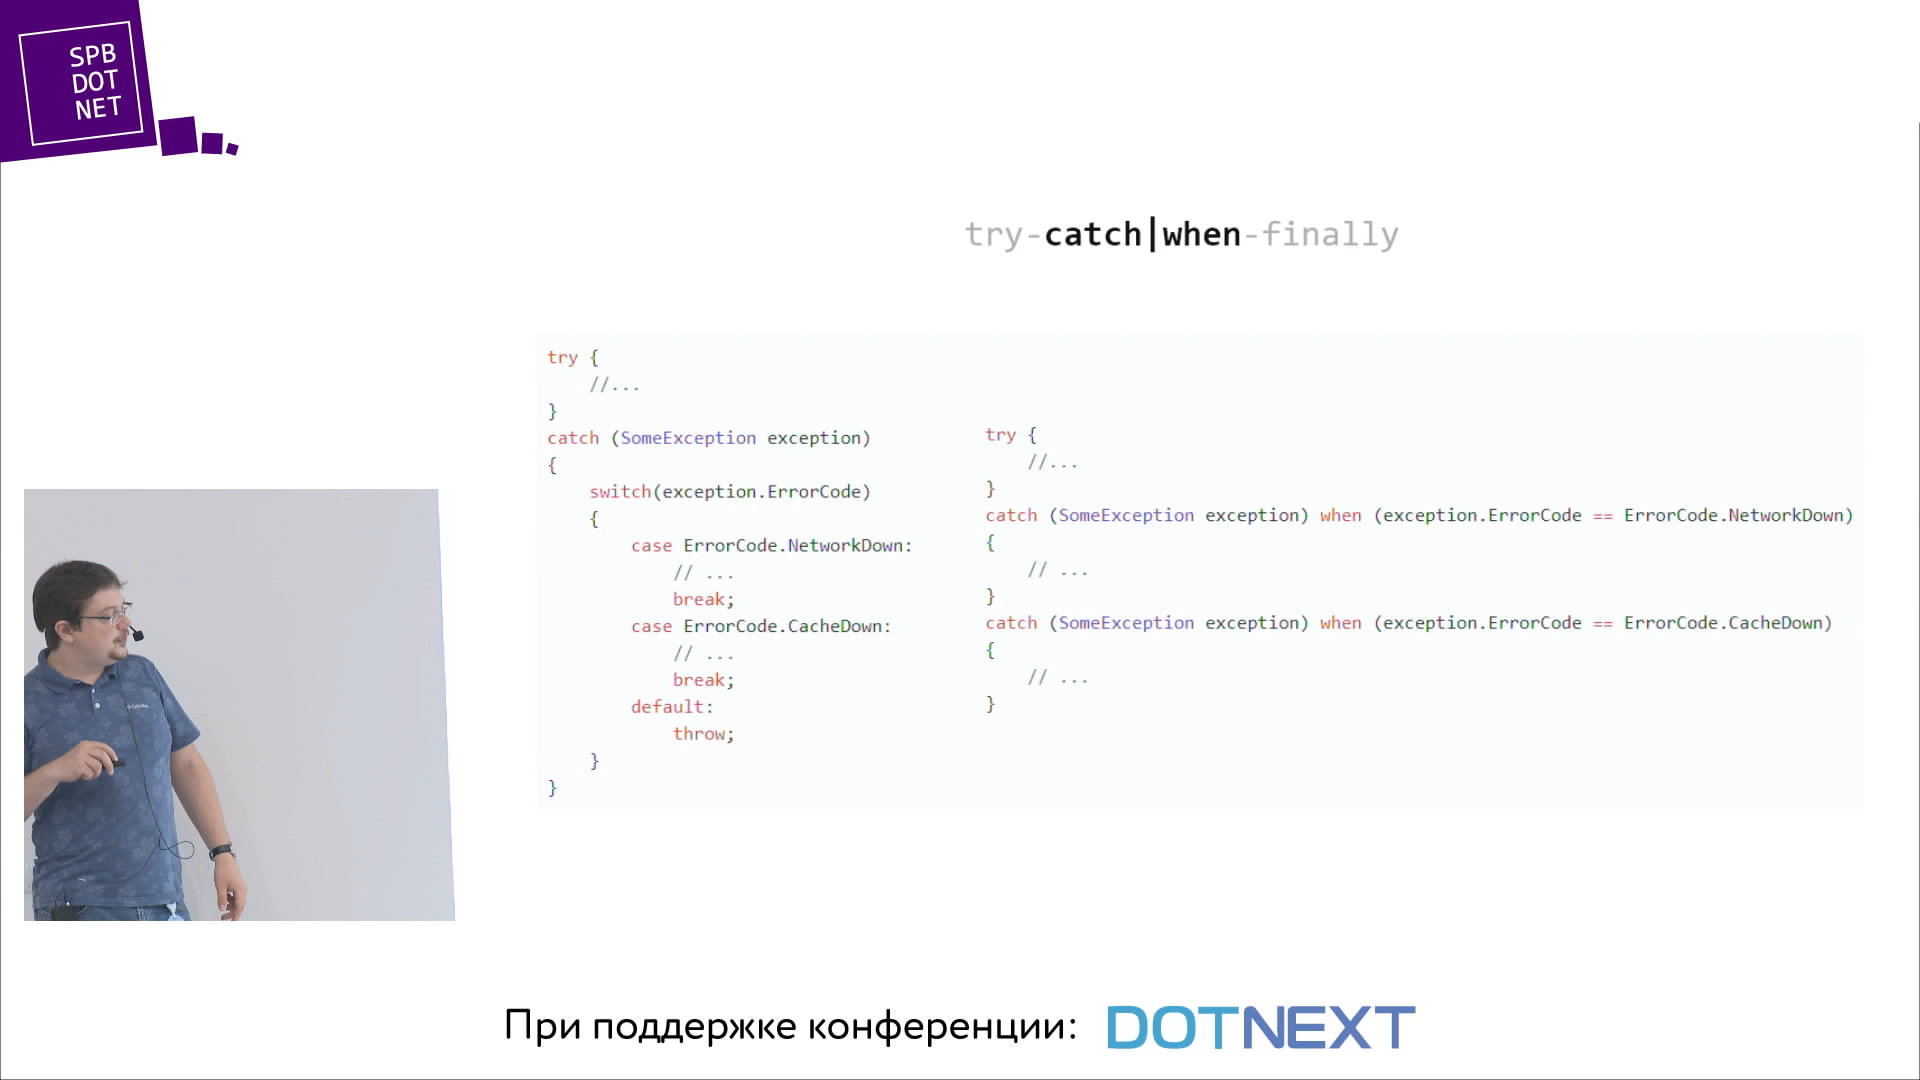 SPB
DOT
NET
try-catch|when-finally
try {
//...
}
catch (SomeException exception)
{
switch(exception.ErrorCode)
{
case ErrorCode.NetworkDown:
// ...
break;
case ErrorCode.CacheDown:
// ...
break;
default:
throw;
}
}
try {
//...
}
catch (SomeException exception) when (exception.ErrorCode == ErrorCode.NetworkDown)
{
// ...
}
catch (SomeException exception) when (exception.ErrorCode == ErrorCode.CacheDown)
{
// ...
}
При поддержке конференции:
DOTNEXT